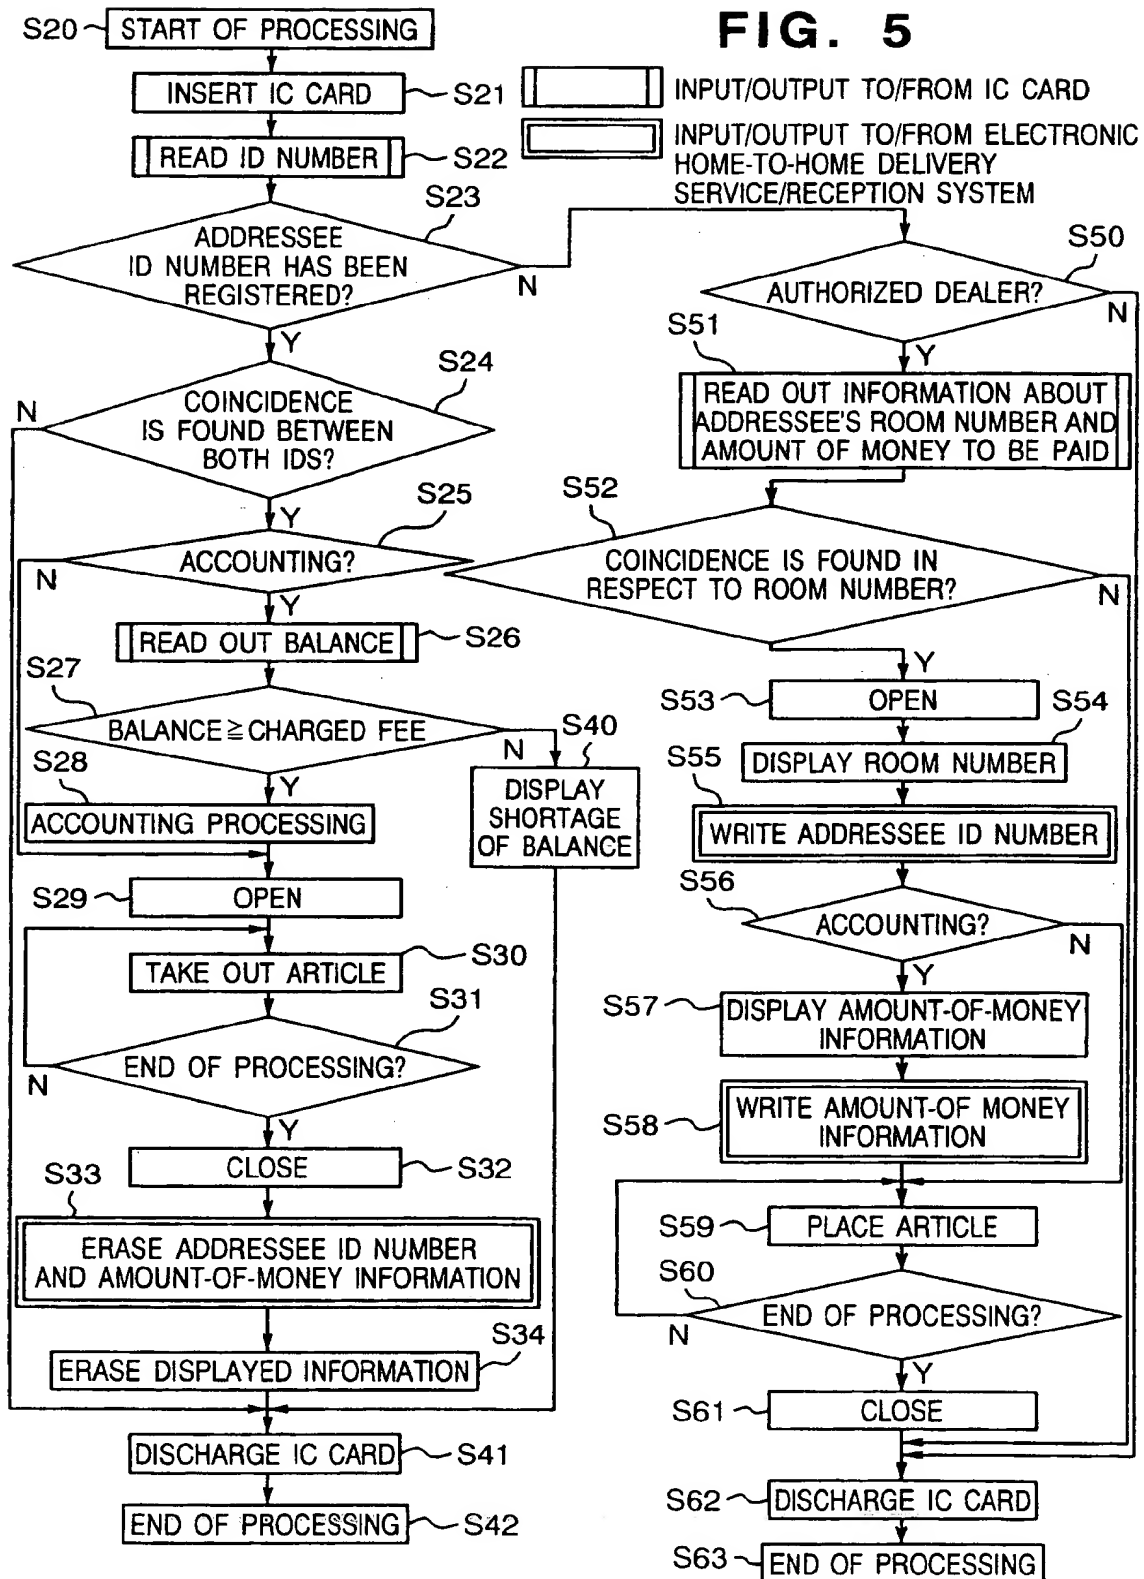 FIG. 5
INPUT/OUTPUT TO/FROM IC CARD
INPUT/OUTPUT TO/FROM ELECTRONIC
HOME-TO-HOME DELIVERY
SERVICE/RECEPTION SYSTEM
S20
START OF PROCESSING
INSERT IC CARD
S21
READ ID NUMBER
S22
S23
ADDRESSEE
ID NUMBER HAS BEEN
REGISTERED?
N
Y
S24
COINCIDENCE
IS FOUND BETWEEN
BOTH IDS?
N
Y
S25
ACCOUNTING?
N
Y
READ OUT BALANCE
S26
S27
BALANCE≧CHARGED FEE
N
Y
S40
DISPLAY
SHORTAGE
OF BALANCE
S28
ACCOUNTING PROCESSING
S29
OPEN
S30
TAKE OUT ARTICLE
S31
END OF PROCESSING?
N
Y
CLOSE
S32
S33
ERASE ADDRESSEE ID NUMBER
AND AMOUNT-OF-MONEY INFORMATION
S34
ERASE DISPLAYED INFORMATION
DISCHARGE IC CARD
S41
END OF PROCESSING
S42
S50
AUTHORIZED DEALER?
N
Y
S51
READ OUT INFORMATION ABOUT
ADDRESSEE'S ROOM NUMBER AND
AMOUNT OF MONEY TO BE PAID
S52
COINCIDENCE IS FOUND IN
RESPECT TO ROOM NUMBER?
N
Y
S53
OPEN
S54
DISPLAY ROOM NUMBER
S55
WRITE ADDRESSEE ID NUMBER
S56
ACCOUNTING?
N
Y
S57
DISPLAY AMOUNT-OF-MONEY
INFORMATION
S58
WRITE AMOUNT-OF MONEY
INFORMATION
S59
PLACE ARTICLE
S60
END OF PROCESSING?
N
Y
S61
CLOSE
S62
DISCHARGE IC CARD
S63
END OF PROCESSING